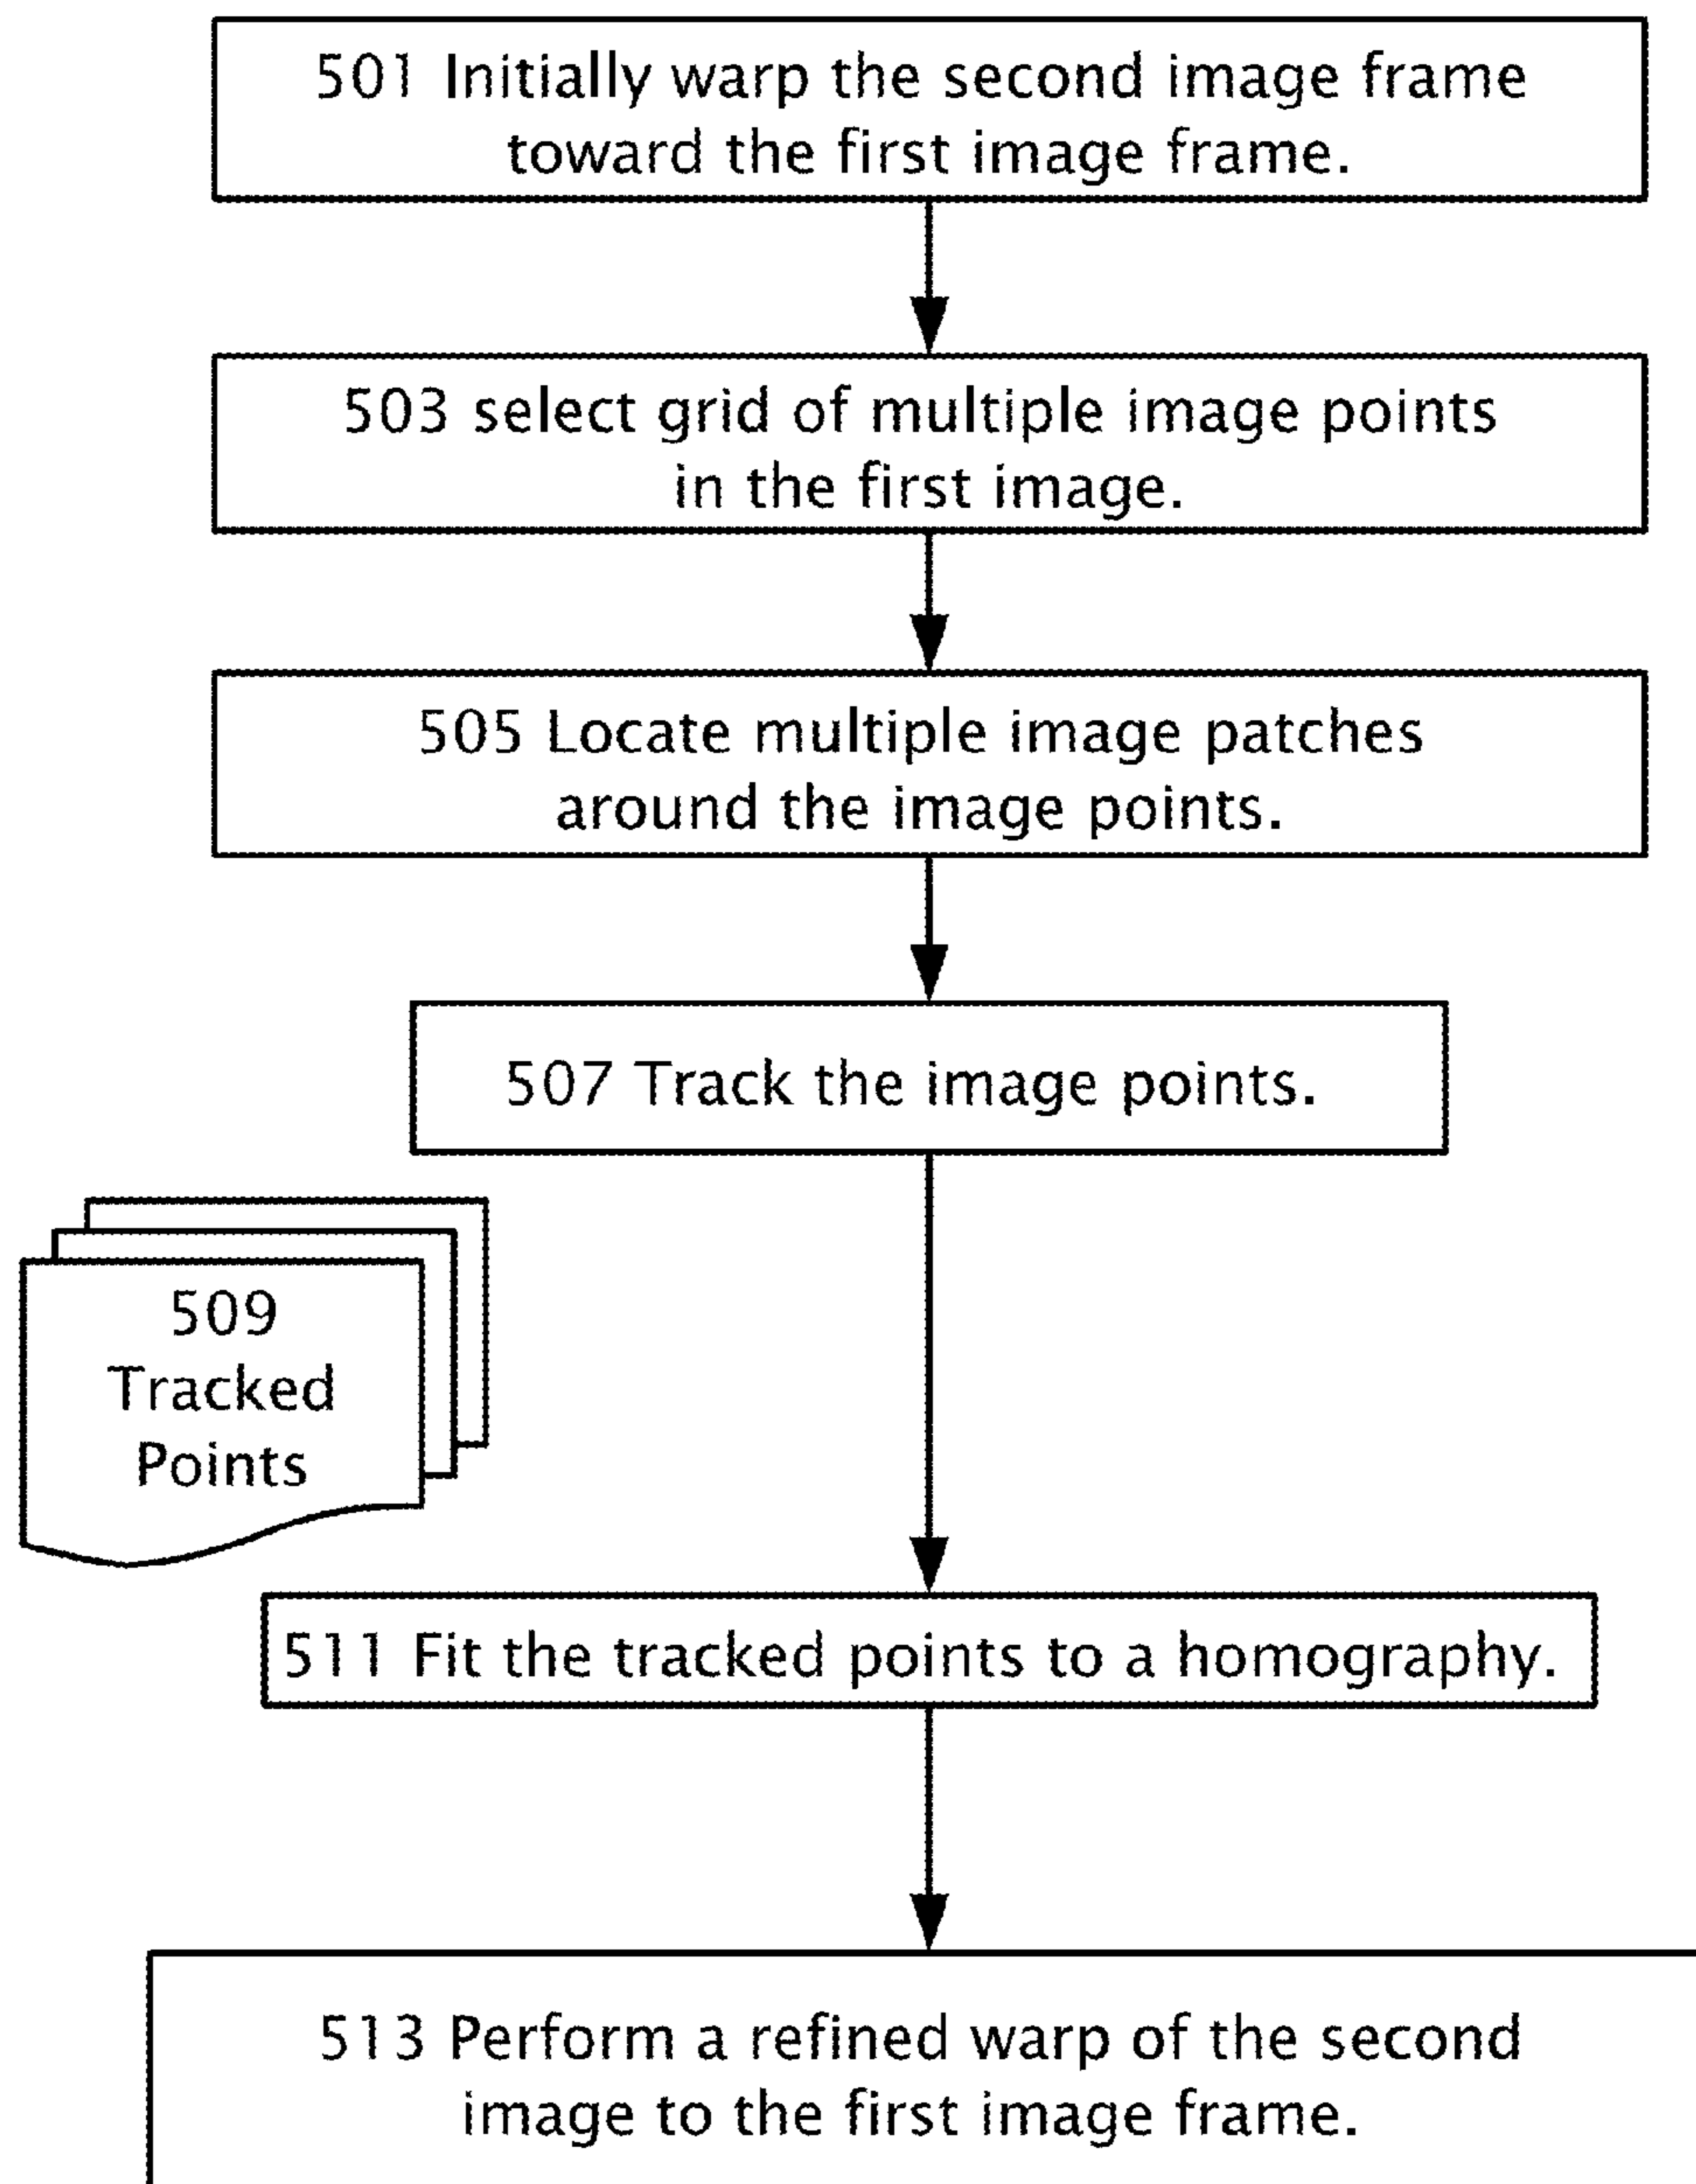 501 Initially warp the second image frame
toward the first image frame.
503 select grid of multiple image points
in the first image.
505 Locate multiple image patches
around the image points.
507 Track the image points.
509
Tracked
Points
511 Fit the tracked points to a homography.
513 Perform a refined warp of the second
image to the first image frame.